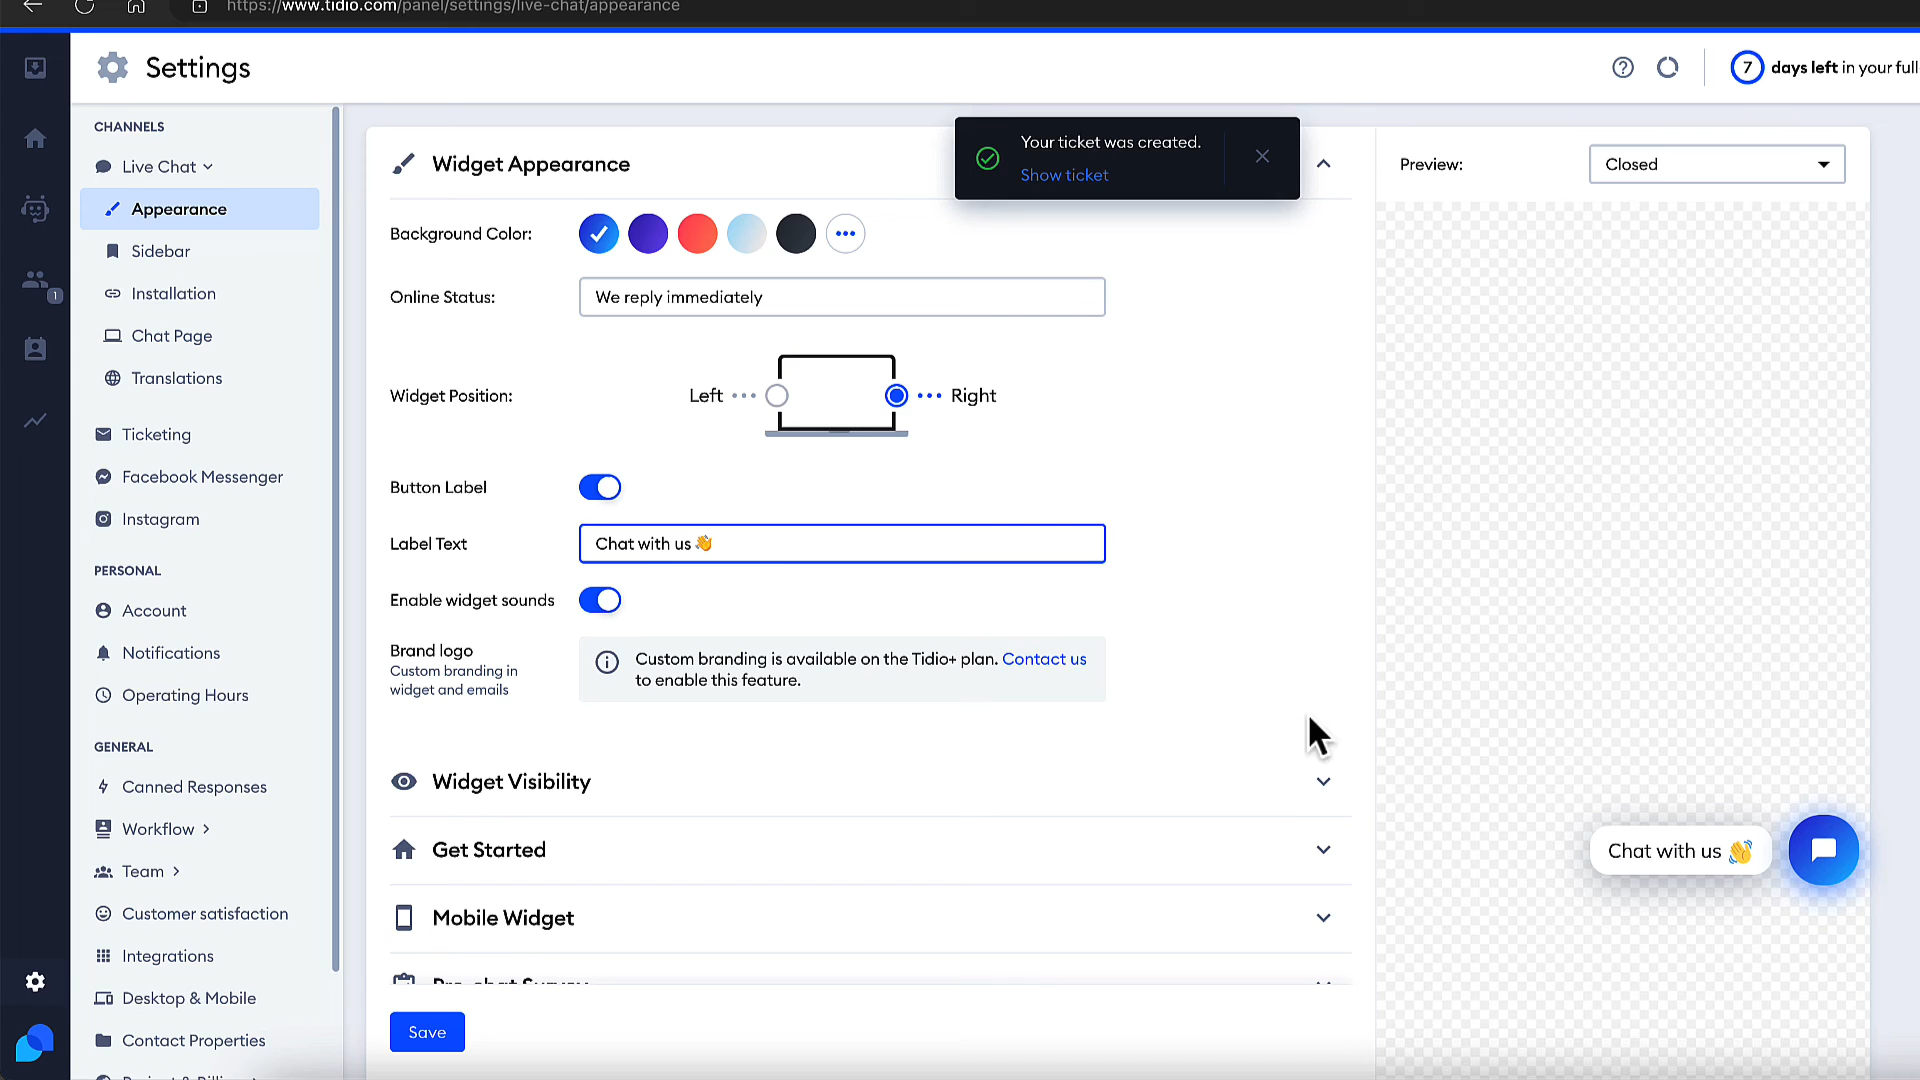 https://www.tidio.com/panel/settings/live-chat/appearance
Settings
7 days left in your full
CHANNELS
Live Chat
Appearance
Sidebar
Installation
Chat Page
Translations
Ticketing
Facebook Messenger
Instagram
PERSONAL
Account
Notifications
Operating Hours
GENERAL
Canned Responses
Workflow
Team
Customer satisfaction
Integrations
Desktop & Mobile
Contact Properties
1
Widget Appearance
Your ticket was created.
Show ticket
Background Color:
Online Status:
We reply immediately
Widget Position:
Left
Right
Button Label
Label Text
Chat with us 👋
Enable widget sounds
Brand logo
Custom branding in
widget and emails
Custom branding is available on the Tidio+ plan. Contact us
to enable this feature.
Widget Visibility
Get Started
Mobile Widget
Pre-chat Survey
Save
Preview:
Closed
Chat with us 👋